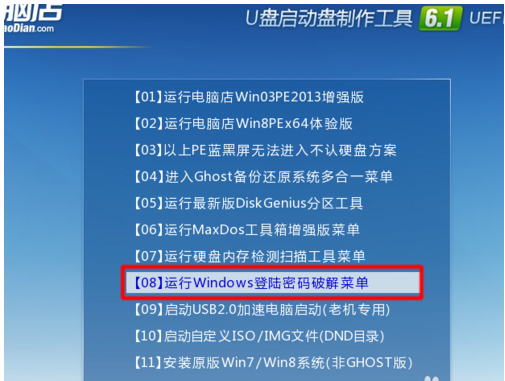 脑店
aoDian.com
U盘启动盘制作工具 6.1 UEF
【01】运行电脑店Win03PE2013增强版
【02】运行电脑店Win8PEx64体验版
【03】以上PE蓝黑屏无法进入不认硬盘方案
【04】进入Ghost备份还原系统多合一菜单
【05】运行最新版DiskGenius分区工具
【06】运行MaxDos工具箱增强版菜单
【07】运行硬盘内存检测扫描工具菜单
【08】运行Windows登陆密码破解菜单
【09】启动USB2.0加速电脑启动(老机专用)
【10】启动自定义ISO/IMG文件(DND目录)
【11】安装原版Win7/Win8系统(非GHOST版)